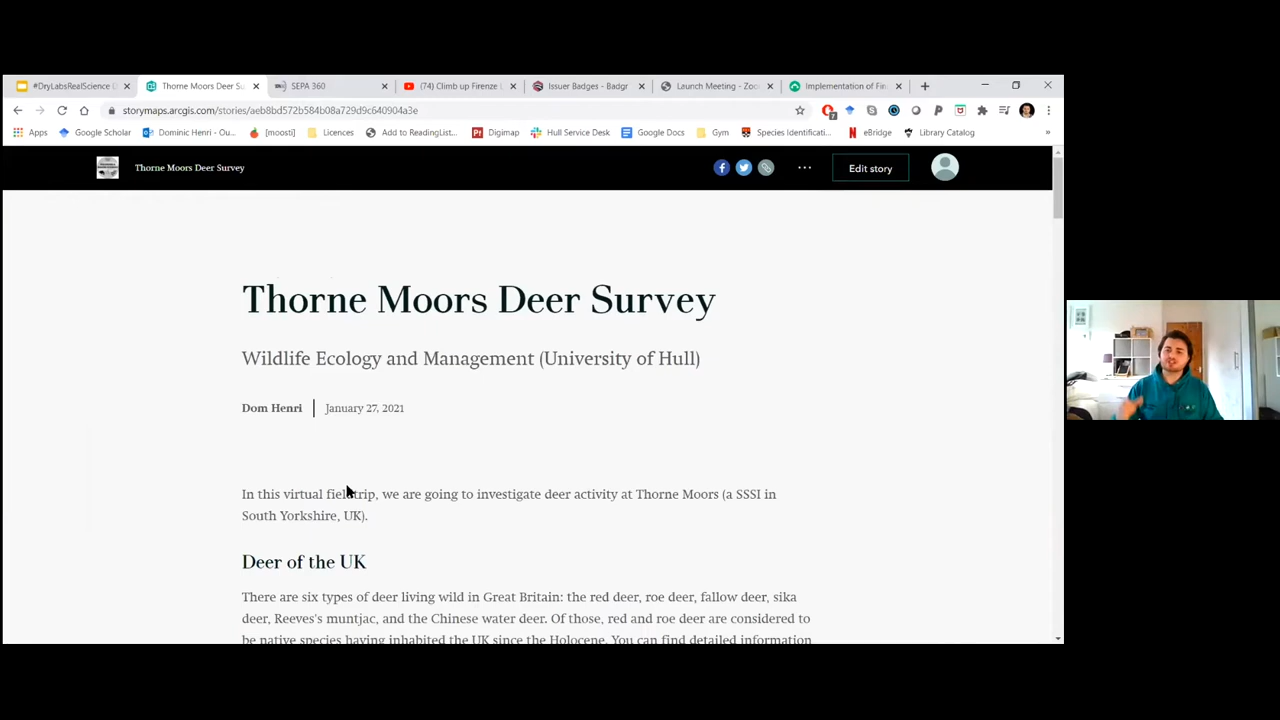 #DryLabsRealScience D
Thorne Moors Deer Su
SEPA 360
(74) Climb up Firenze
Issuer Badges - Badgr
Launch Meeting - Zoo
Implementation of Fin
storymaps.arcgis.com/stories/aeb8bd572b584b08a729d9c640904a3e
7
Apps
Google Scholar
Dominic Henri - Ou...
[moosti]
Licences
Add to ReadingList...
Digimap
Hull Service Desk
Google Docs
Gym
Species Identificati...
eBridge
Library Catalog
»
Thorne Moors Deer Survey
Edit story
Thorne Moors Deer Survey
Wildlife Ecology and Management (University of Hull)
Dom Henri
January 27, 2021
In this virtual fieldtrip, we are going to investigate deer activity at Thorne Moors (a SSSI in
South Yorkshire, UK).
Deer of the UK
There are six types of deer living wild in Great Britain: the red deer, roe deer, fallow deer, sika
deer, Reeves's muntjac, and the Chinese water deer. Of those, red and roe deer are considered to
be native species having inhabited the UK since the Holocene. You can find detailed information